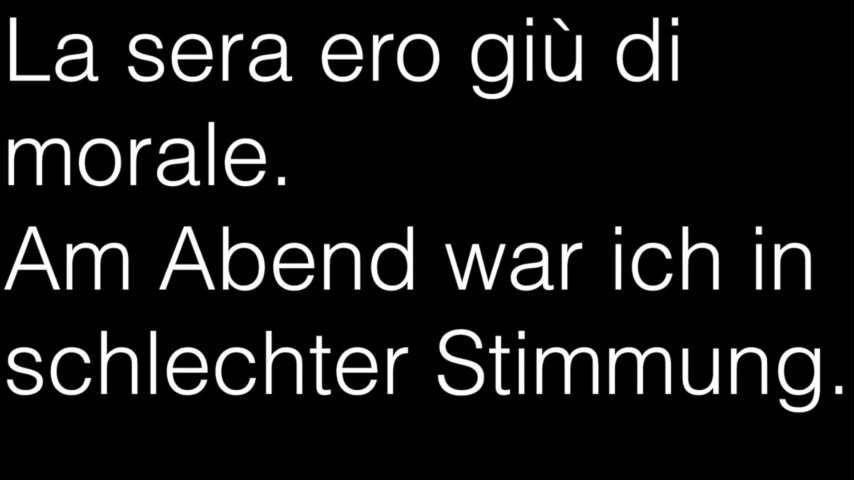 La sera ero giù di
morale.
Am Abend war ich in
schlechter Stimmung.